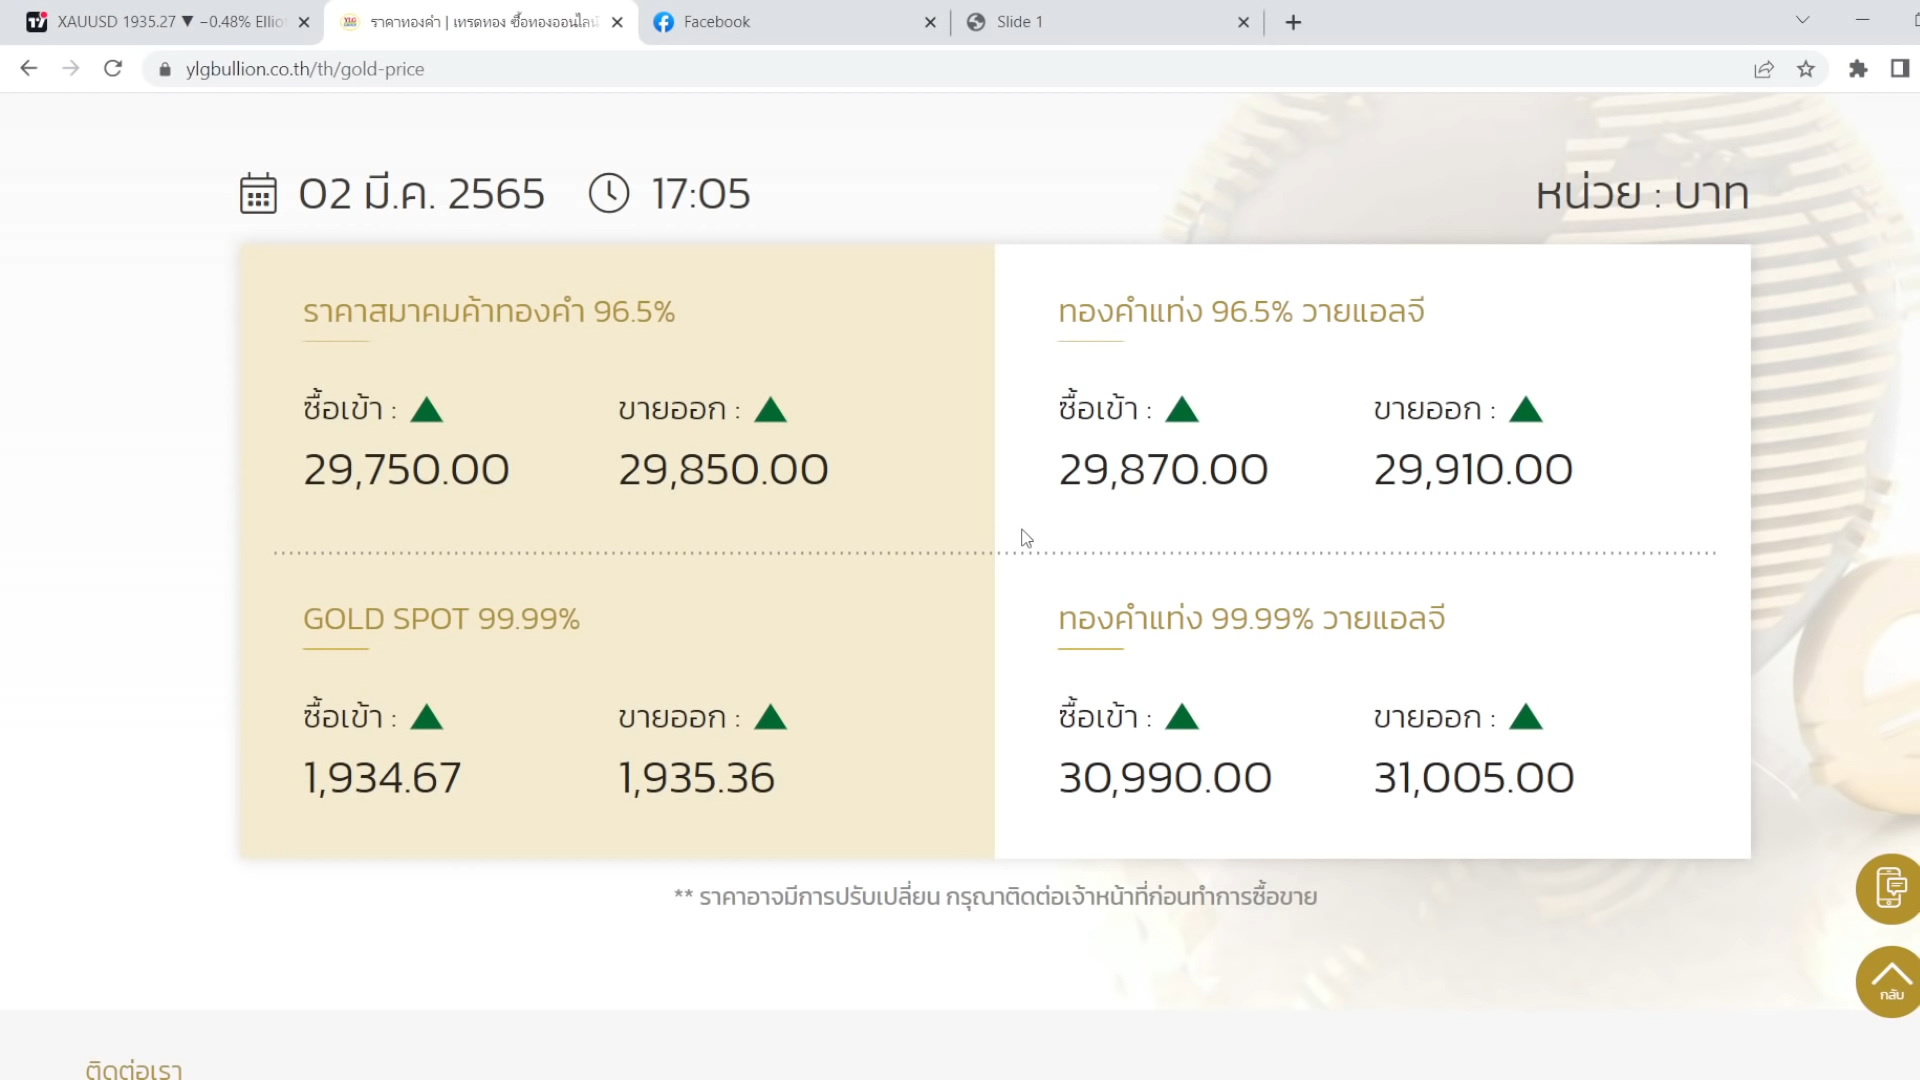 XAUUSD 1935.27 ▼ −0.48% Ellio
ราคาทองคำ | เทรดทอง ซื้อทองออนไลน์
Facebook
Slide 1
ylgbullion.co.th/th/gold-price
02 มี.ค. 2565 17:05
หน่วย : บาท
ราคาสมาคมค้าทองคำ 96.5%
ซื้อเข้า : ▲ ขายออก : ▲
29,750.00 29,850.00
ทองคำแท่ง 96.5% วายแอลจี
ซื้อเข้า : ▲ ขายออก : ▲
29,870.00 29,910.00
GOLD SPOT 99.99%
ซื้อเข้า : ▲ ขายออก : ▲
1,934.67 1,935.36
ทองคำแท่ง 99.99% วายแอลจี
ซื้อเข้า : ▲ ขายออก : ▲
30,990.00 31,005.00
** ราคาอาจมีการปรับเปลี่ยน กรุณาติดต่อเจ้าหน้าที่ก่อนทำการซื้อขาย
กลับ
ติดต่อเรา